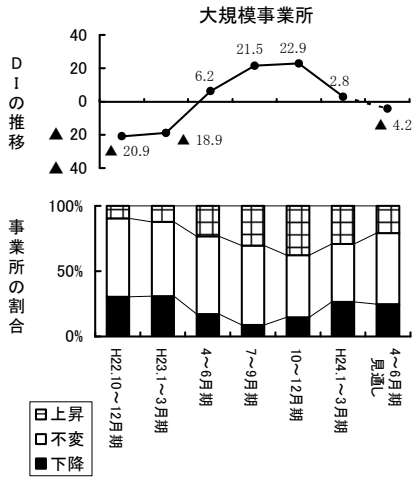 大規模事業所
DIの推移
40
20
0
▲ 20
▲ 40
▲ 20.9
▲ 18.9
6.2
21.5
22.9
2.8
▲ 4.2
事業所の割合
100%
50%
0%
H22.10～12月期
H23.1～3月期
4～6月期
7～9月期
10～12月期
H24.1～3月期
4～6月期
見通し
上昇
不変
下降